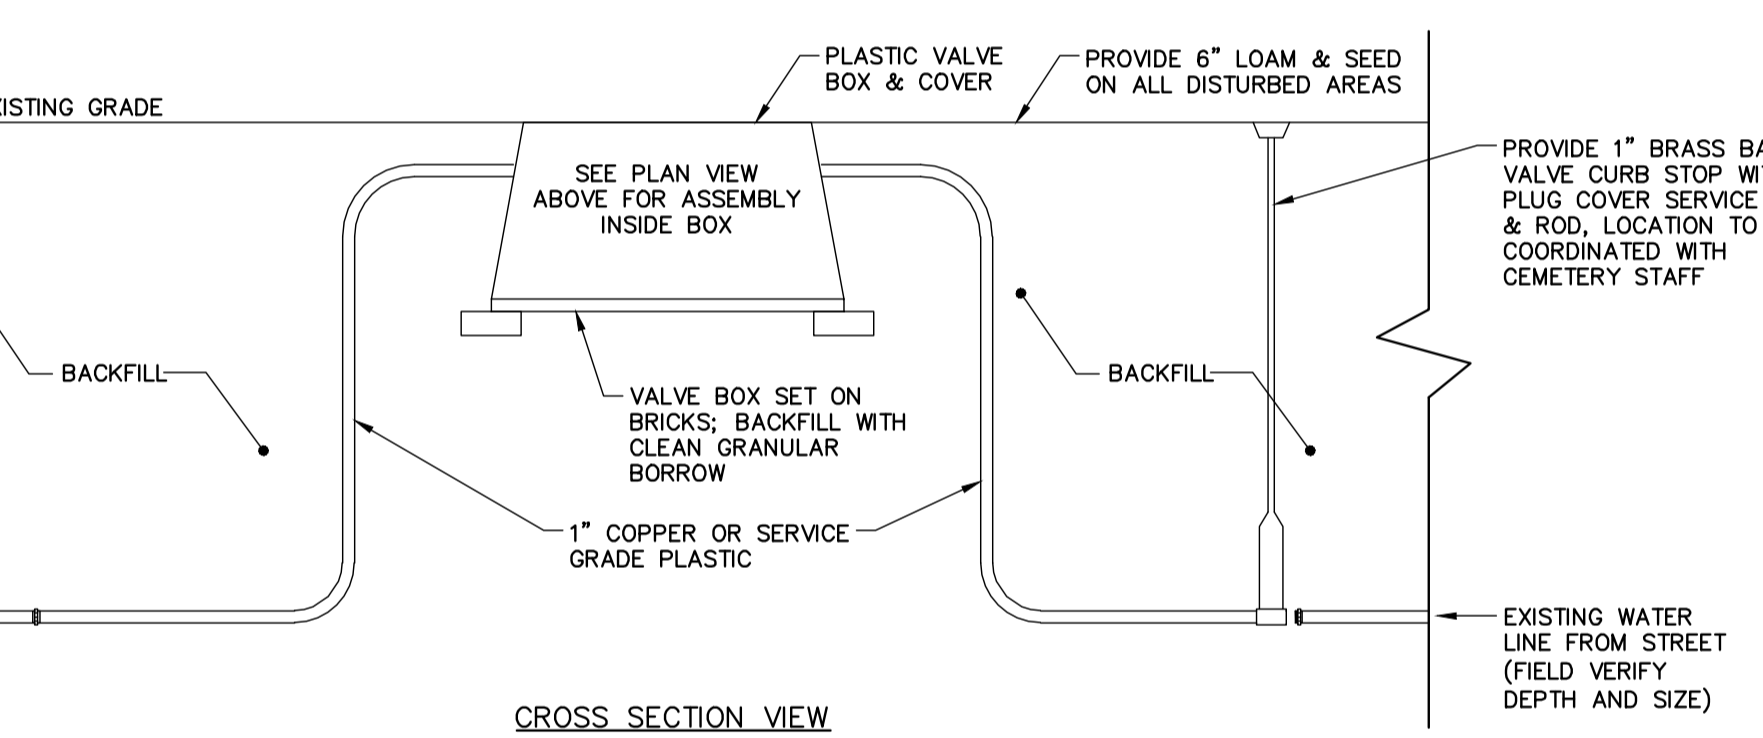 PLASTIC VALVE
BOX & COVER
PROVIDE 6" LOAM & SEED
ON ALL DISTURBED AREAS
GRADE
SEE PLAN VIEW
ABOVE FOR ASSEMBLY
INSIDE BOX
PROVIDE 1" BRASS
VALVE CURB STOP
PLUG COVER SERVICE
& ROD, LOCATION TO
COORDINATED WITH
CEMETERY STAFF
BACKFILL
BACKFILL
VALVE BOX SET ON
BRICKS; BACKFILL WITH
CLEAN GRANULAR
BORROW
1" COPPER OR SERVICE
GRADE PLASTIC
EXISTING WATER
LINE FROM STREET
(FIELD VERIFY
DEPTH AND SIZE)
CROSS SECTION VIEW